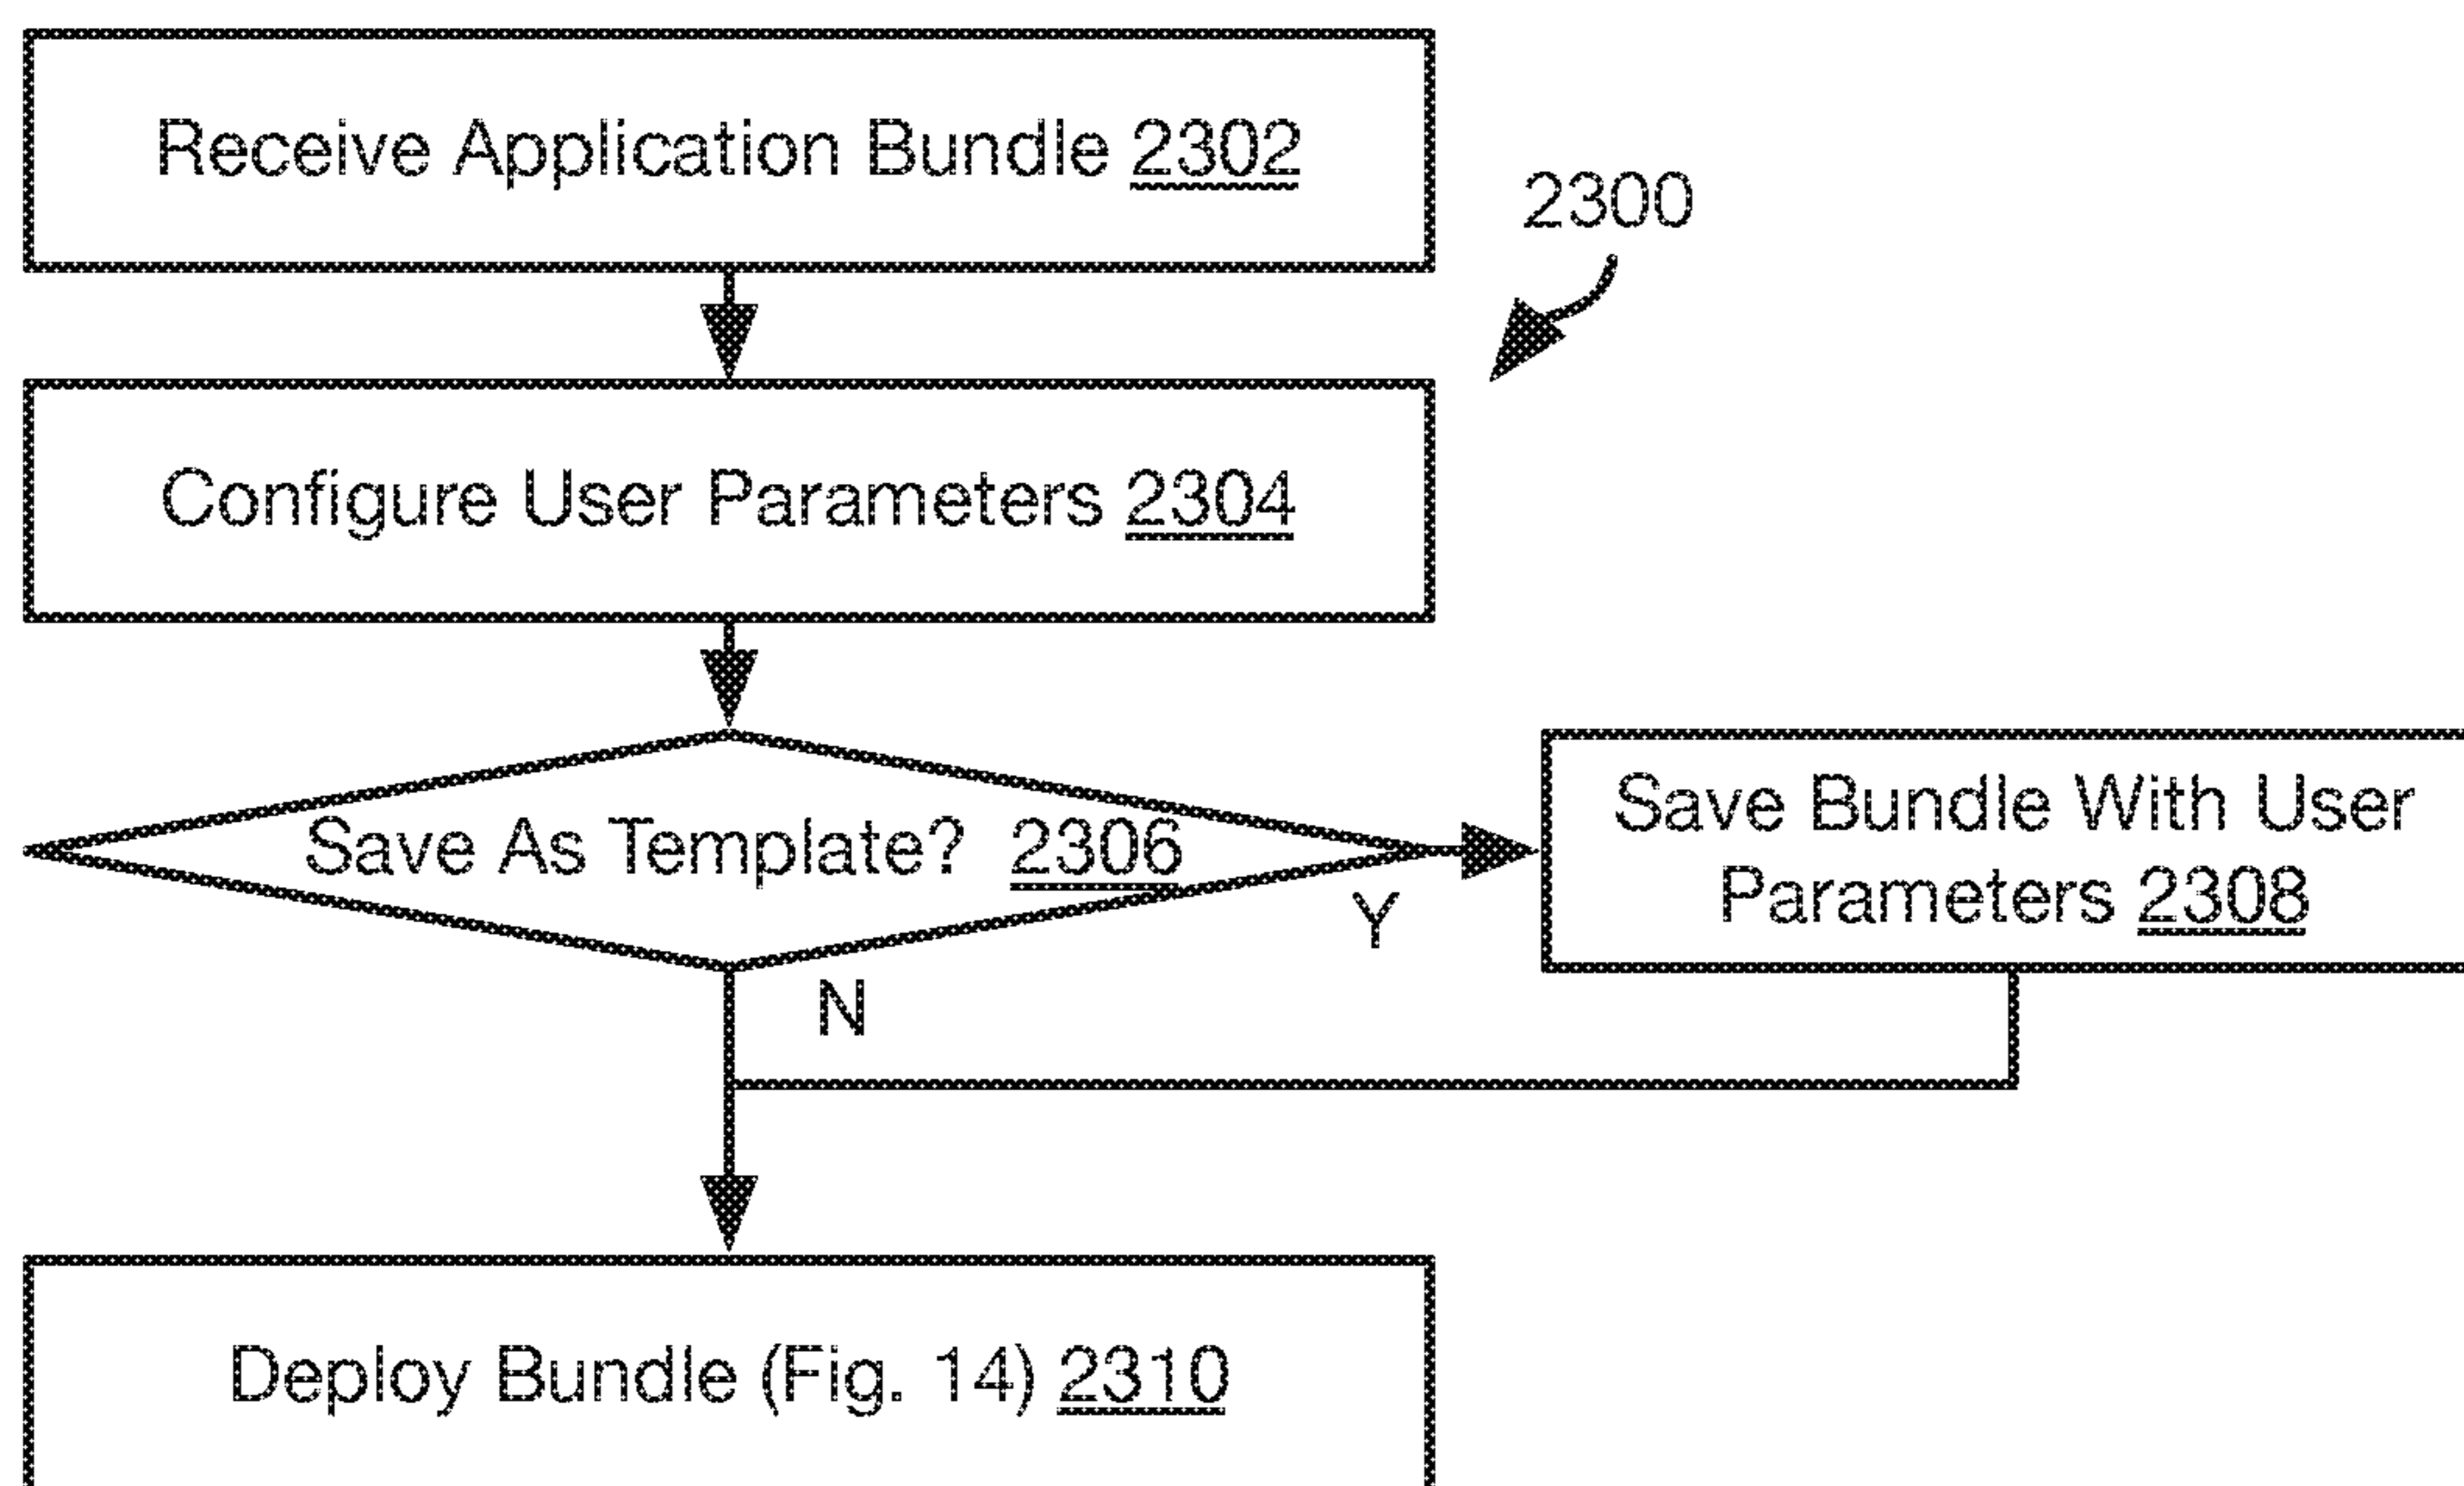 Receive Application Bundle 2302
2300
Configure User Parameters 2304
Save As Template? 2306
Save Bundle With User
Parameters 2308
Y
N
Deploy Bundle (Fig. 14) 2310